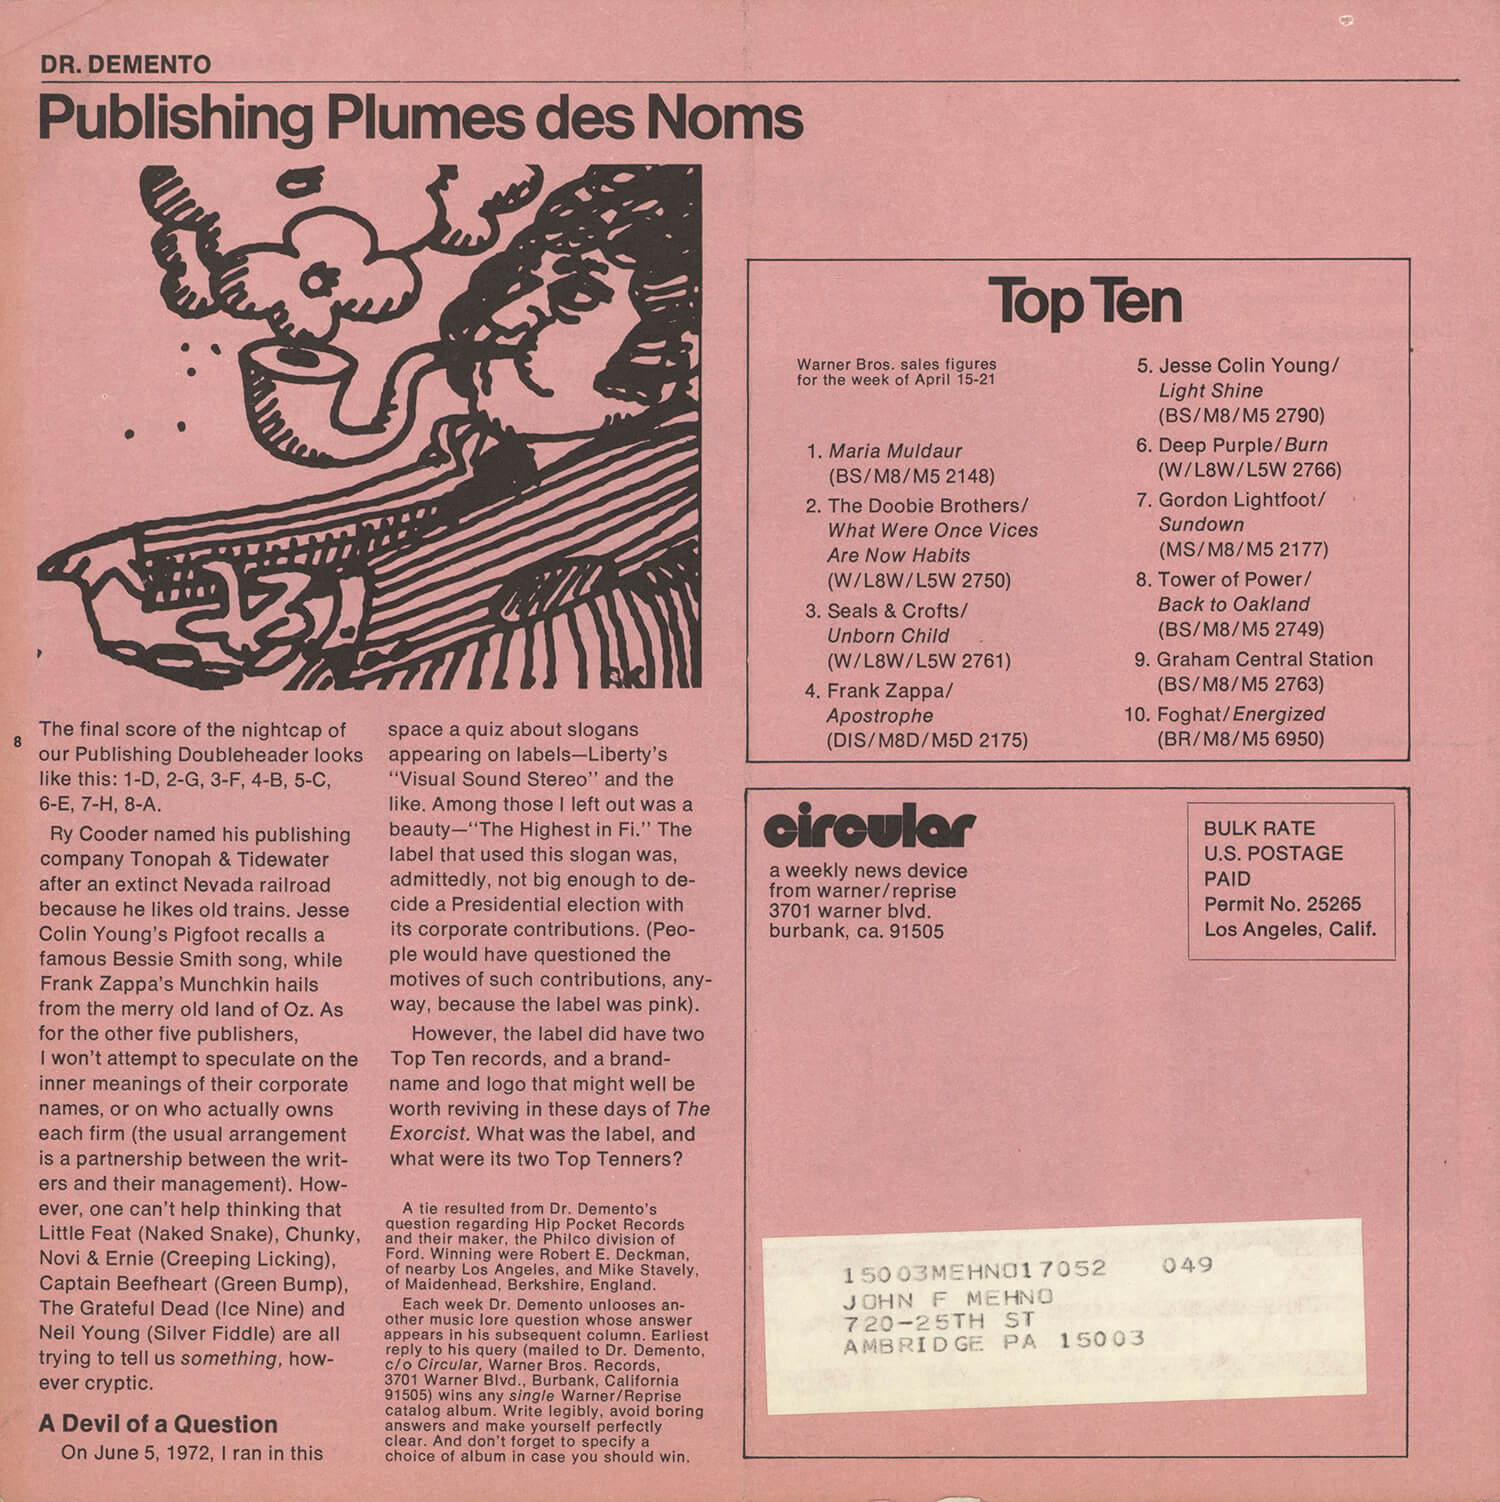 DR. DEMENTO
Publishing Plumes des Noms
8
The final score of the nightcap of
our Publishing Doubleheader looks
like this: 1-D, 2-G, 3-F, 4-B, 5-C,
6-E, 7-H, 8-A.
Ry Cooder named his publishing
company Tonopah & Tidewater
after an extinct Nevada railroad
because he likes old trains. Jesse
Colin Young's Pigfoot recalls a
famous Bessie Smith song, while
Frank Zappa's Munchkin hails
from the merry old land of Oz. As
for the other five publishers,
I won't attempt to speculate on the
inner meanings of their corporate
names, or on who actually owns
each firm (the usual arrangement
is a partnership between the writ-
ers and their management). How-
ever, one can't help thinking that
Little Feat (Naked Snake), Chunky,
Novi & Ernie (Creeping Licking),
Captain Beefheart (Green Bump),
The Grateful Dead (Ice Nine) and
Neil Young (Silver Fiddle) are all
trying to tell us something, how-
ever cryptic.
A Devil of a Question
On June 5, 1972, I ran in this
space a quiz about slogans
appearing on labels—Liberty's
"Visual Sound Stereo" and the
like. Among those I left out was a
beauty—"The Highest in Fi." The
label that used this slogan was,
admittedly, not big enough to de-
cide a Presidential election with
its corporate contributions. (Peo-
ple would have questioned the
motives of such contributions, any-
way, because the label was pink).
However, the label did have two
Top Ten records, and a brand-
name and logo that might well be
worth reviving in these days of The
Exorcist. What was the label, and
what were its two Top Tenners?
A tie resulted from Dr. Demento's
question regarding Hip Pocket Records
and their maker, the Philco division of
Ford. Winning were Robert E. Deckman,
of nearby Los Angeles, and Mike Stavely,
of Maidenhead, Berkshire, England.
Each week Dr. Demento unlooses an-
other music lore question whose answer
appears in his subsequent column. Earliest
reply to his query (mailed to Dr. Demento,
c/o Circular, Warner Bros. Records,
3701 Warner Blvd., Burbank, California
91505) wins any single Warner/Reprise
catalog album. Write legibly, avoid boring
answers and make yourself perfectly
clear. And don't forget to specify a
choice of album in case you should win.
Top Ten
Warner Bros. sales figures
for the week of April 15-21
1. Maria Muldaur
(BS/M8/M5 2148)
2. The Doobie Brothers/
What Were Once Vices
Are Now Habits
(W/L8W/L5W 2750)
3. Seals & Crofts/
Unborn Child
(W/L8W/L5W 2761)
4. Frank Zappa/
Apostrophe
(DIS/M8D/M5D 2175)
5. Jesse Colin Young/
Light Shine
(BS/M8/M5 2790)
6. Deep Purple/Burn
(W/L8W/L5W 2766)
7. Gordon Lightfoot/
Sundown
(MS/M8/M5 2177)
8. Tower of Power/
Back to Oakland
(BS/M8/M5 2749)
9. Graham Central Station
(BS/M8/M5 2763)
10. Foghat/Energized
(BR/M8/M5 6950)
circular
a weekly news device
from warner/reprise
3701 warner blvd.
burbank, ca. 91505
BULK RATE
U.S. POSTAGE
PAID
Permit No. 25265
Los Angeles, Calif.
15003MEHNO17052 049
JOHN F MEHNO
720-25TH ST
AMBRIDGE PA 15003